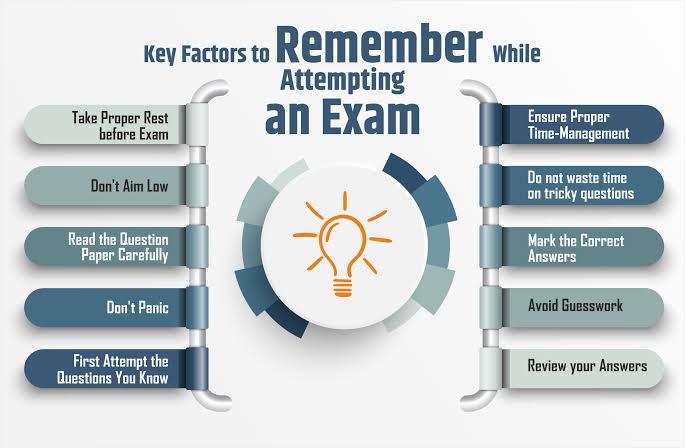 Key Factors to Remember While
Attempting
an Exam
Take Proper Rest
before Exam
Don't Aim Low
Read the Question
Paper Carefully
Don't Panic
First Attempt the
Questions You Know
Ensure Proper
Time-Management
Do not waste time
on tricky questions
Mark the Correct
Answers
Avoid Guesswork
Review your Answers